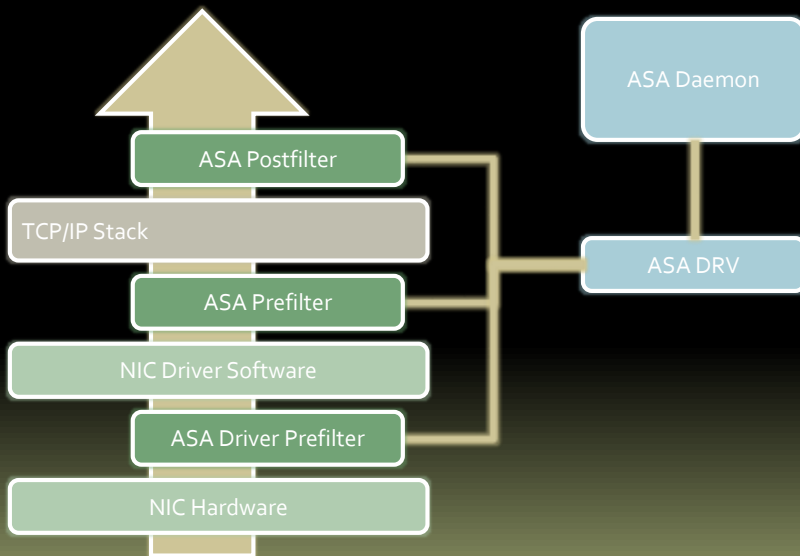 ASA Daemon
ASA Postfilter
TCP/IP Stack
ASA DRV
ASA Prefilter
NIC Driver Software
ASA Driver Prefilter
NIC Hardware